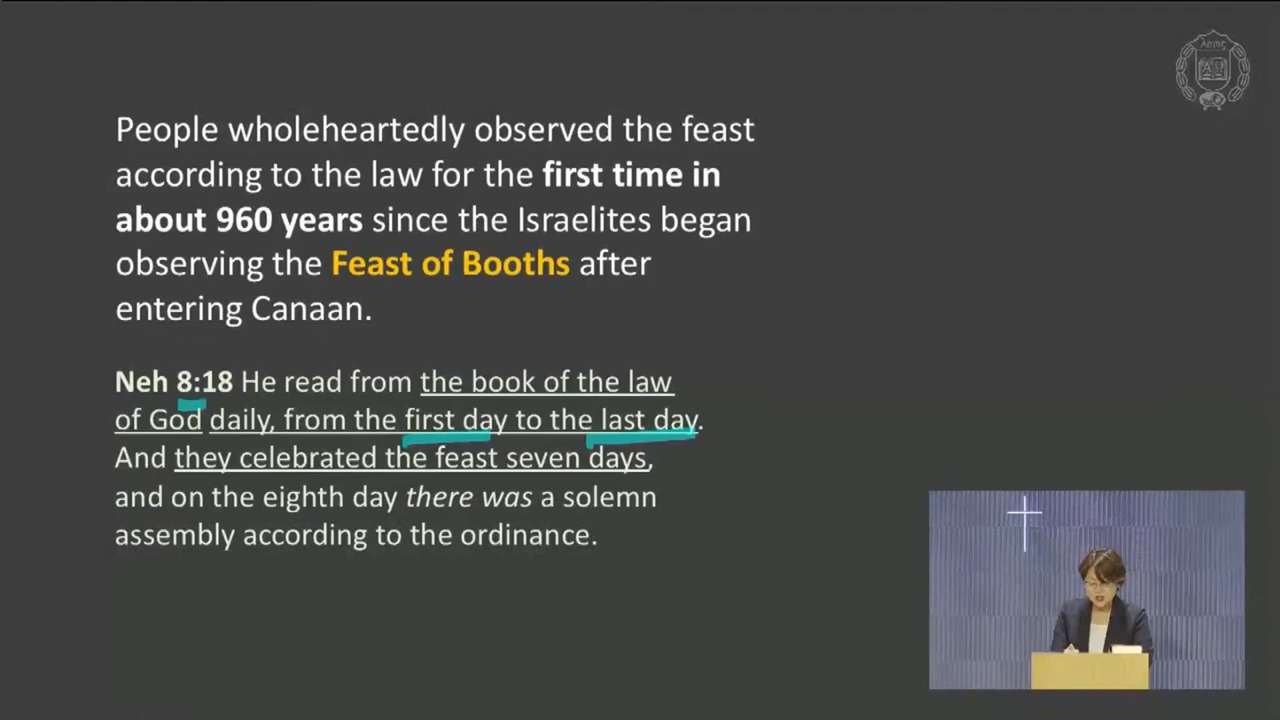 People wholeheartedly observed the feast
according to the law for the first time in
about 960 years since the Israelites began
observing the Feast of Booths after
entering Canaan.
Neh 8:18 He read from the book of the law
of God daily, from the first day to the last day.
And they celebrated the feast seven days,
and on the eighth day there was a solemn
assembly according to the ordinance.